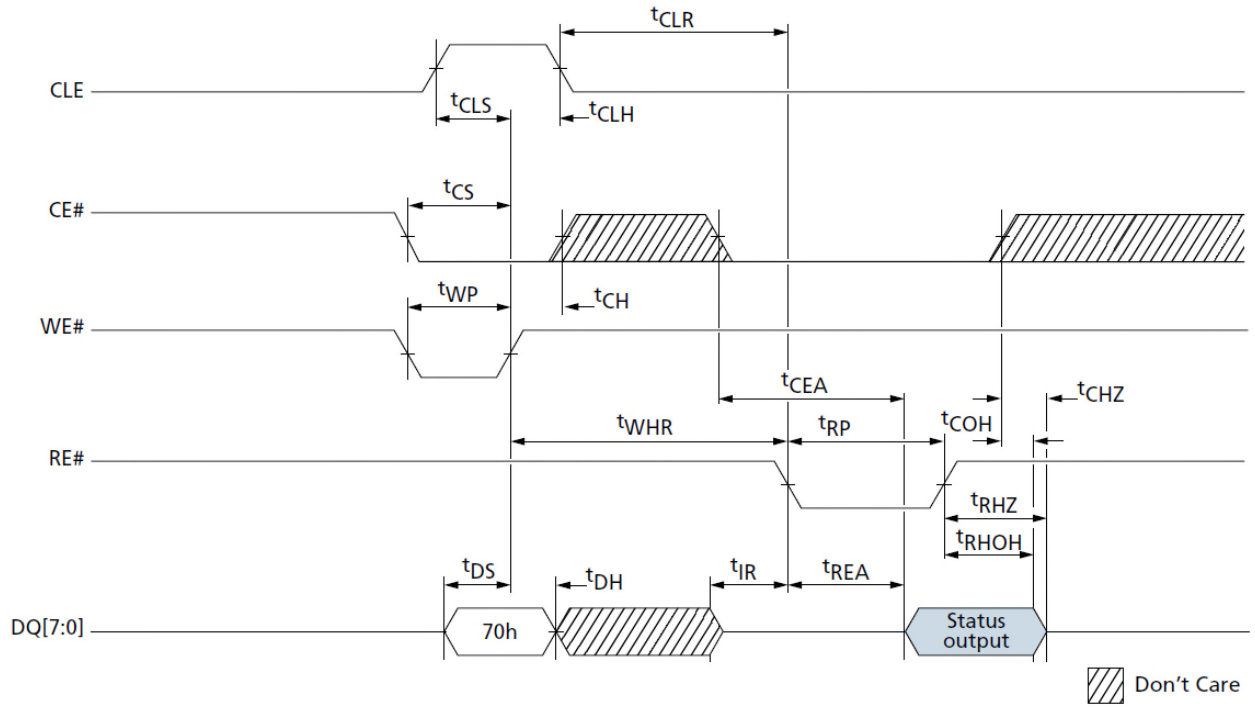 tCLR
CLE
tCLS
tCLH
tCS
CE#
tWP
tCH
WE#
tCEA
tCHZ
tWHR
tRP
tCOH
RE#
tRHZ
tRHOH
tDS
tDH
tIR
tREA
DQ[7:0]
70h
Status
output
Don't Care